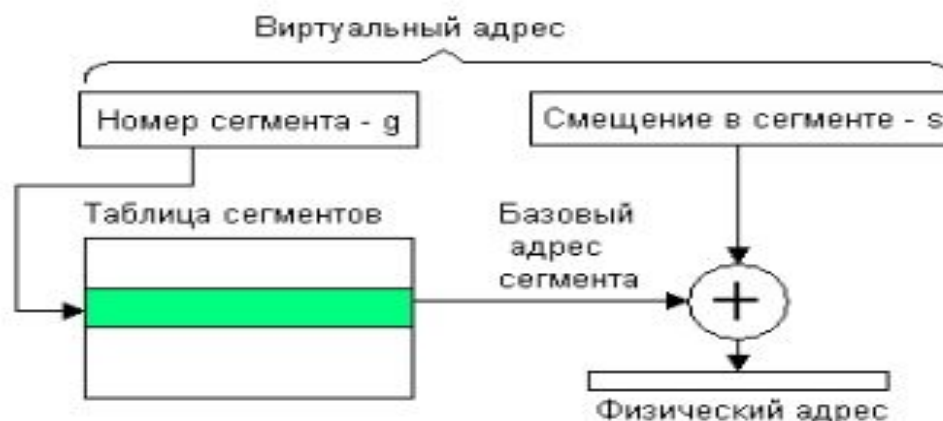 Виртуальный адрес
Номер сегмента - g
Смещение в сегменте - s
Таблица сегментов
Базовый
адрес
сегмента
+
Физический адрес